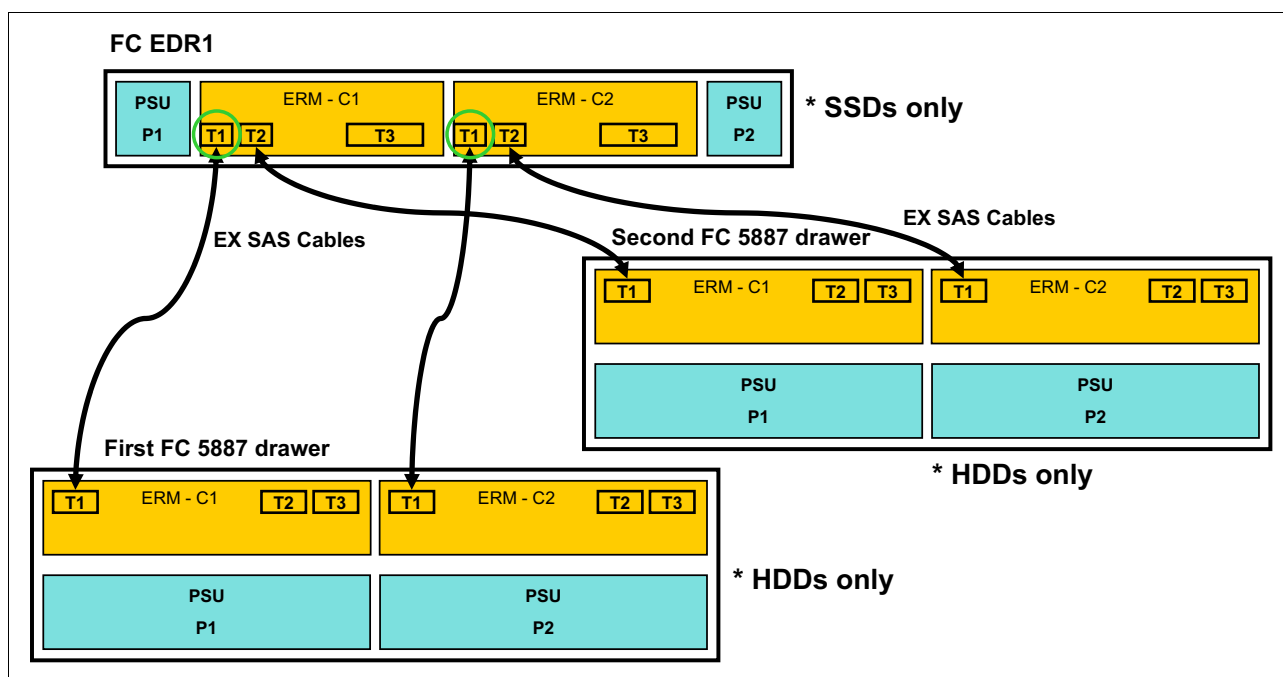 FC EDR1
PSU
P1
ERM - C1
T1
T2
T3
ERM - C2
T1
T2
T3
PSU
P2
* SSDs only
EX SAS Cables
EX SAS Cables
Second FC 5887 drawer
T1
ERM - C1
T2
T3
T1
ERM - C2
T2
T3
PSU
P1
PSU
P2
* HDDs only
First FC 5887 drawer
T1
ERM - C1
T2
T3
T1
ERM - C2
T2
T3
PSU
P1
PSU
P2
* HDDs only